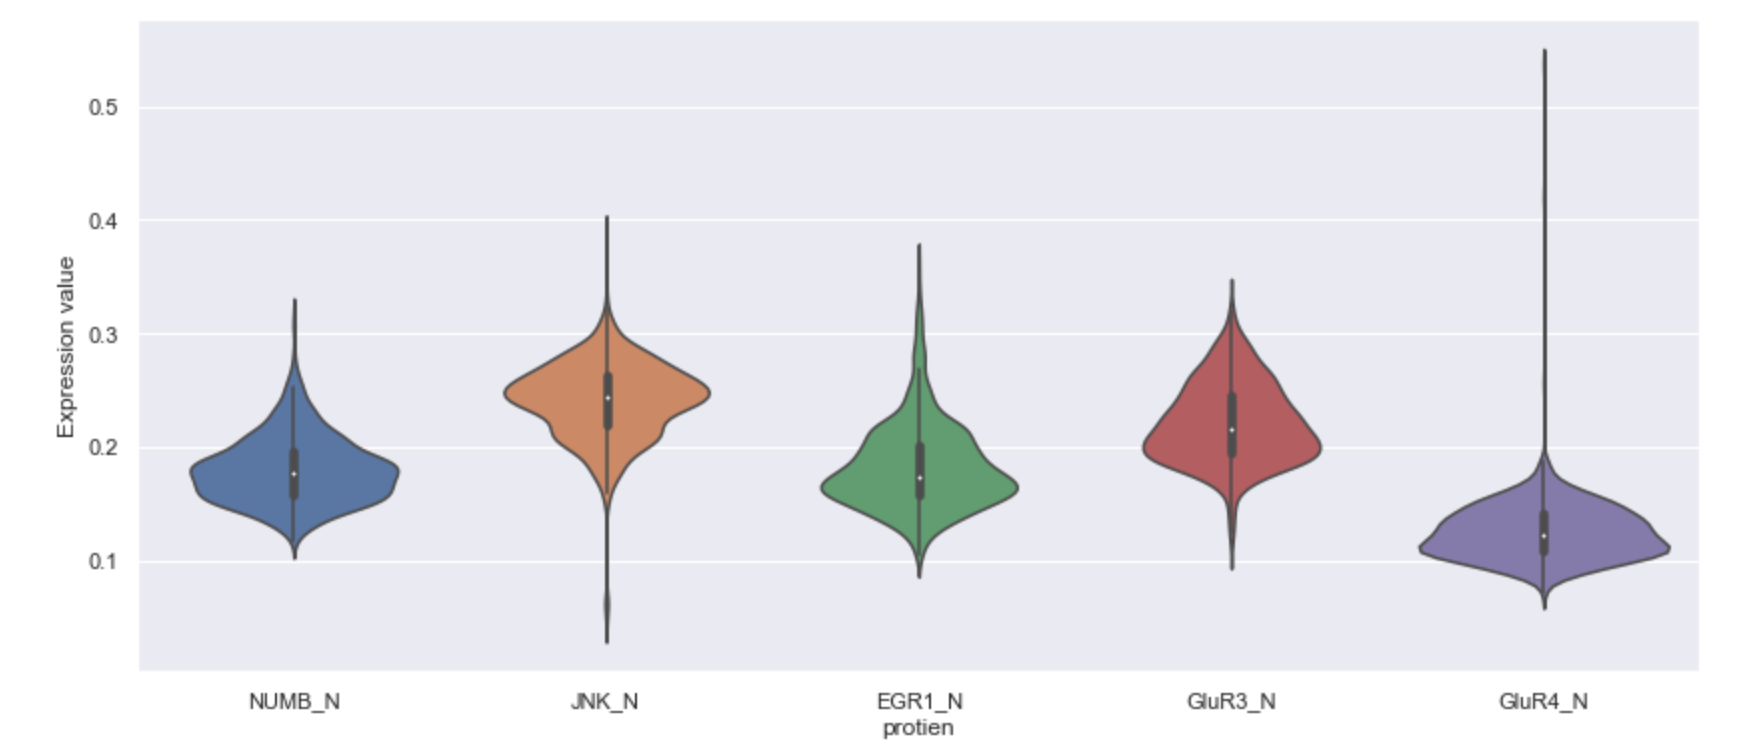 0.5
0.4
0.3
0.2
0.1
Expression value
NUMB_N JNK_N EGR1_N GluR3_N GluR4_N
protien